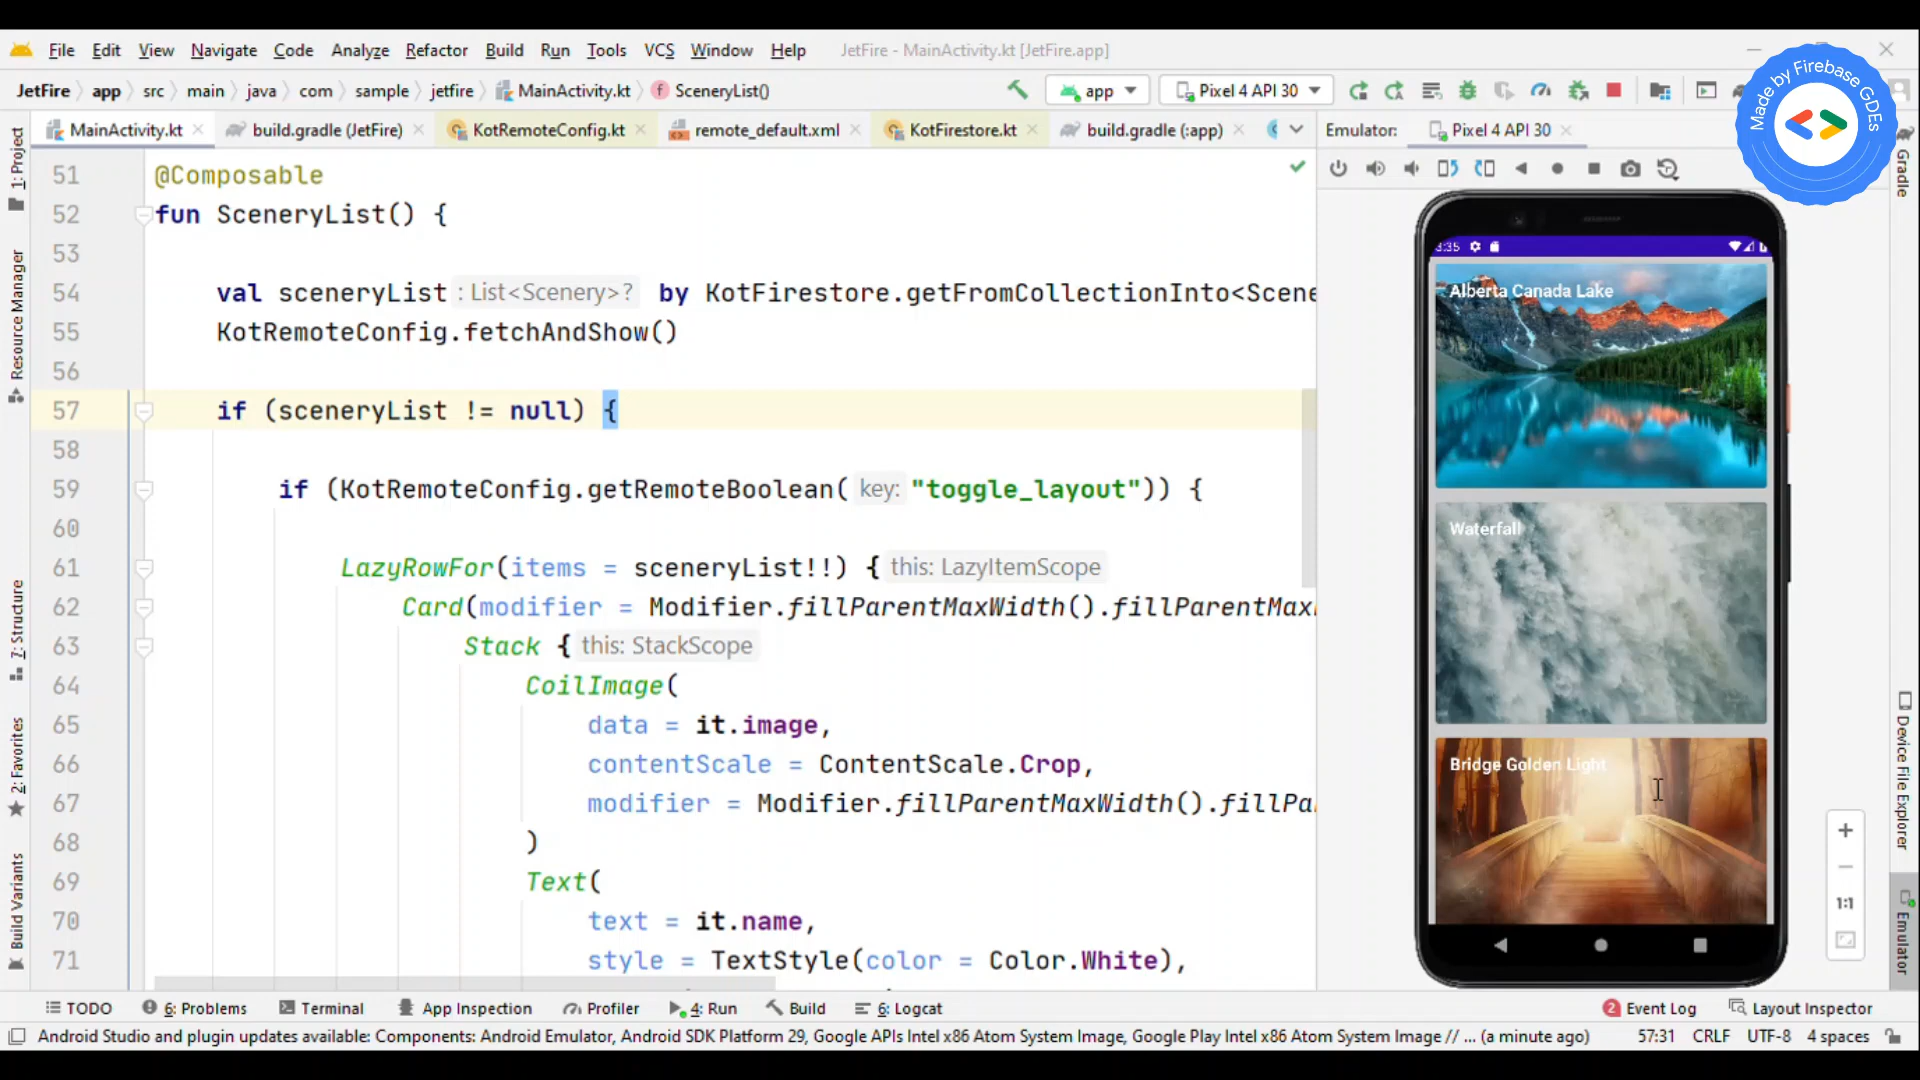 File Edit View Navigate Code Analyze Refactor Build Run Tools VCS Window Help JetFire - MainActivity.kt [JetFire.app]
JetFire app src main java com sample jetfire MainActivity.kt SceneryList() app Pixel 4 API 30
Made by Firebase GDEs
MainActivity.kt build.gradle (JetFire) KotRemoteConfig.kt remote_default.xml KotFirestore.kt build.gradle (:app) Emulator: Pixel 4 API 30
1: Project
Resource Manager
7: Structure
2: Favorites
Build Variants
51 @Composable
52 fun SceneryList() {
53
54 val sceneryList : List<Scenery>? by KotFirestore.getFromCollectionInto<Scene
55 KotRemoteConfig.fetchAndShow()
56
57 if (sceneryList != null) {
58
59 if (KotRemoteConfig.getRemoteBoolean( key: "toggle_layout")) {
60
61 LazyRowFor(items = sceneryList!!) { this: LazyItemScope
62 Card(modifier = Modifier.fillParentMaxWidth().fillParentMax
63 Stack { this: StackScope
64 CoilImage(
65 data = it.image,
66 contentScale = ContentScale.Crop,
67 modifier = Modifier.fillParentMaxWidth().fillPa
68 )
69 Text(
70 text = it.name,
71 style = TextStyle(color = Color.White),
3:35
Alberta Canada Lake
Waterfall
Bridge Golden Light
1:1
Gradle
Device File Explorer
Emulator
TODO 6: Problems Terminal App Inspection Profiler 4: Run Build 6: Logcat 2 Event Log Layout Inspector
Android Studio and plugin updates available: Components: Android Emulator, Android SDK Platform 29, Google APIs Intel x86 Atom System Image, Google Play Intel x86 Atom System Image // ... (a minute ago) 57:31 CRLF UTF-8 4 spaces